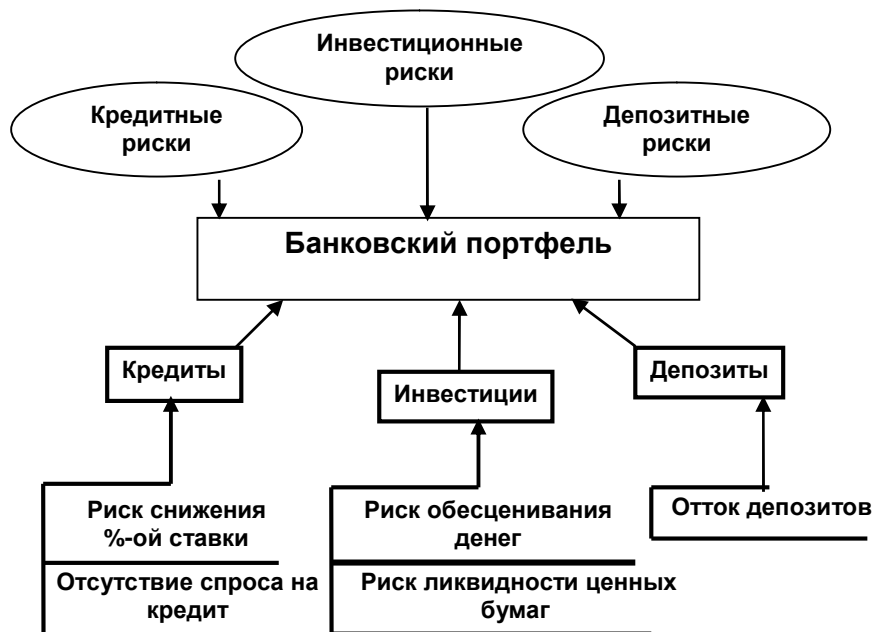 Инвестиционные
риски
Кредитные
риски
Депозитные
риски
Банковский портфель
Кредиты
Инвестиции
Депозиты
Риск снижения
%-ой ставки
Отсутствие спроса на
кредит
Риск обесценивания
денег
Риск ликвидности ценных
бумаг
Отток депозитов